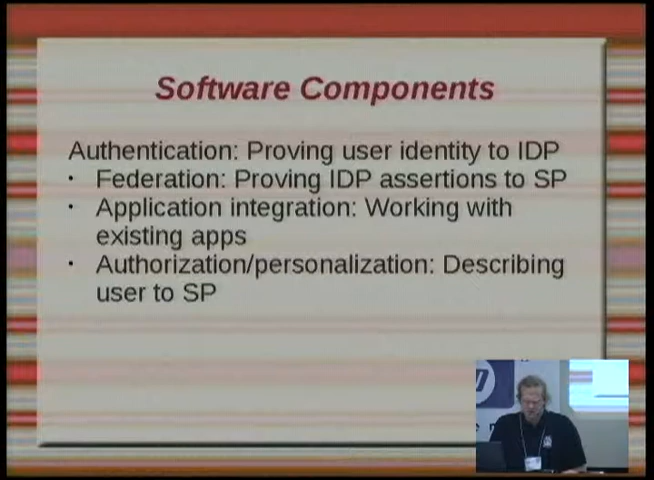 Software Components
Authentication: Proving user identity to IDP
• Federation: Proving IDP assertions to SP
• Application integration: Working with
existing apps
• Authorization/personalization: Describing
user to SP